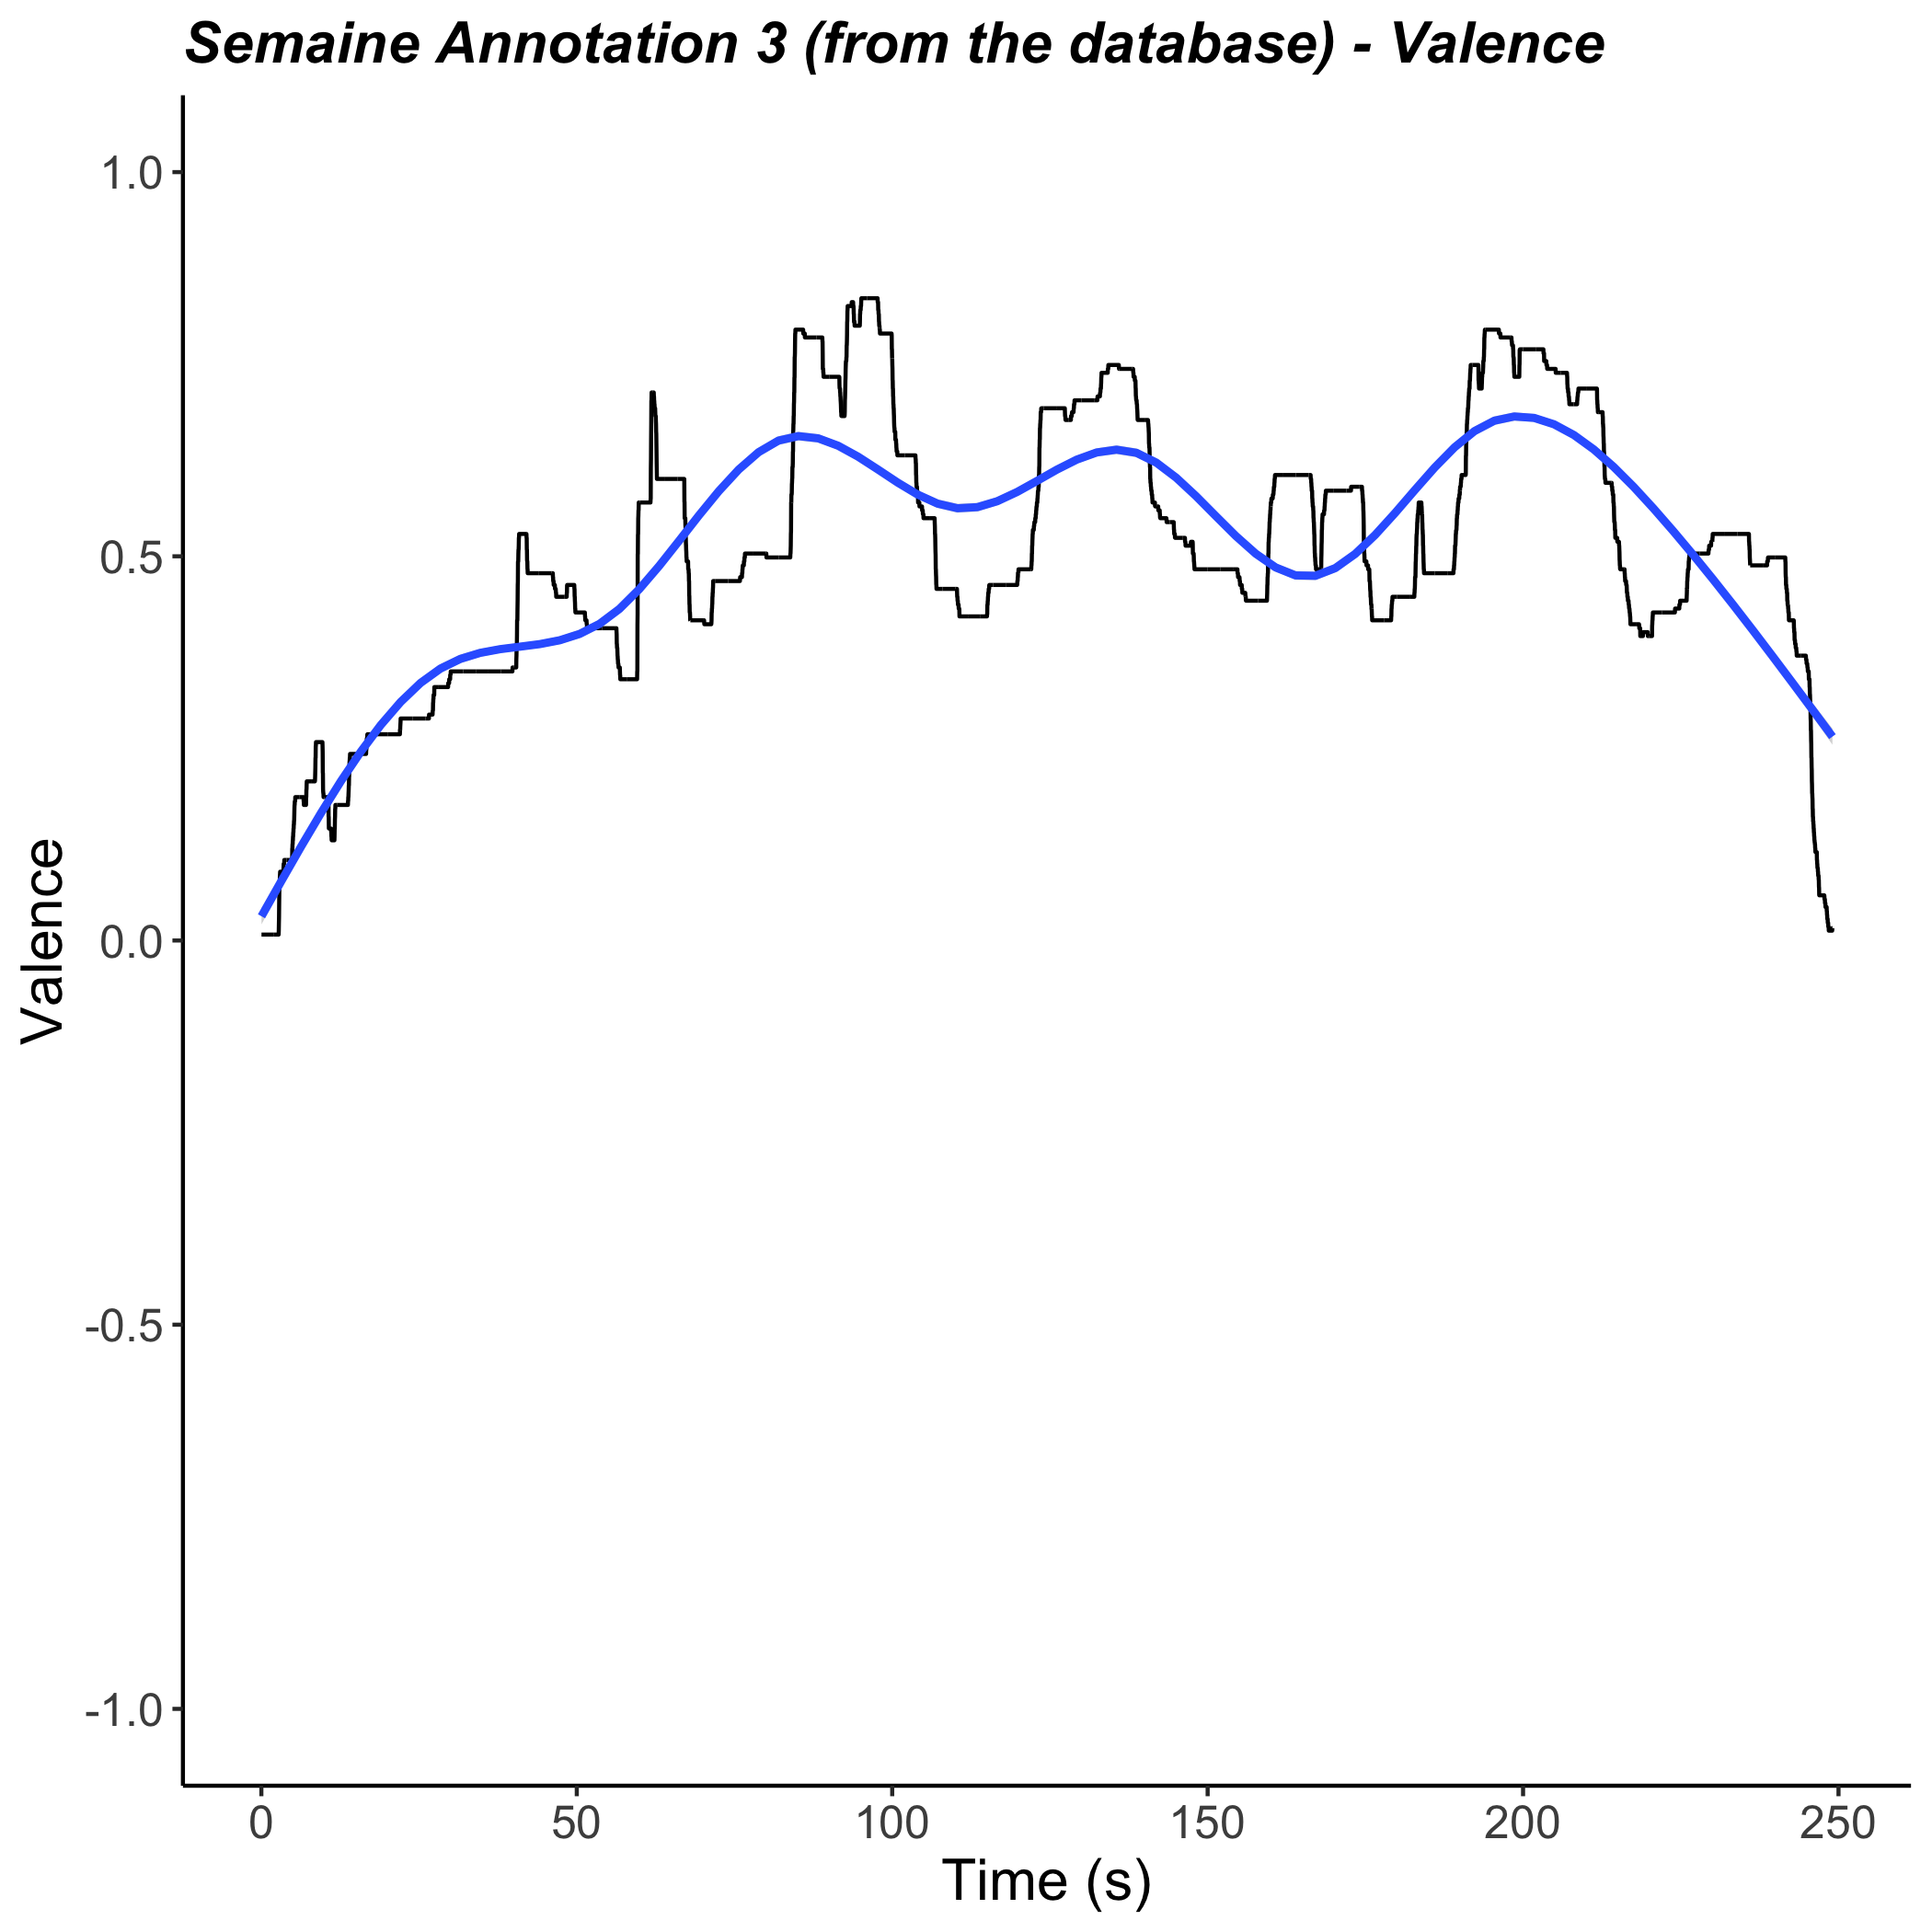 Semaine Annotation 3 (from the database) - Valence
1.0
0.5
0.0
-0.5
-1.0
Valence
0 50 100 150 200 250
Time (s)